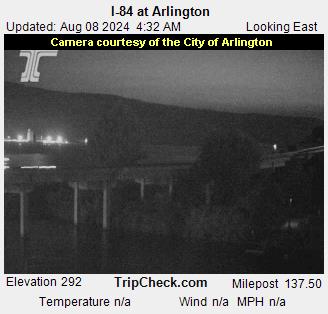 I-84 at Arlington
Updated: Aug 08 2024 4:32 AM Looking East
Camera courtesy of the City of Arlington
Elevation 292 TripCheck.com Milepost 137.50
Temperature n/a Wind n/a MPH n/a